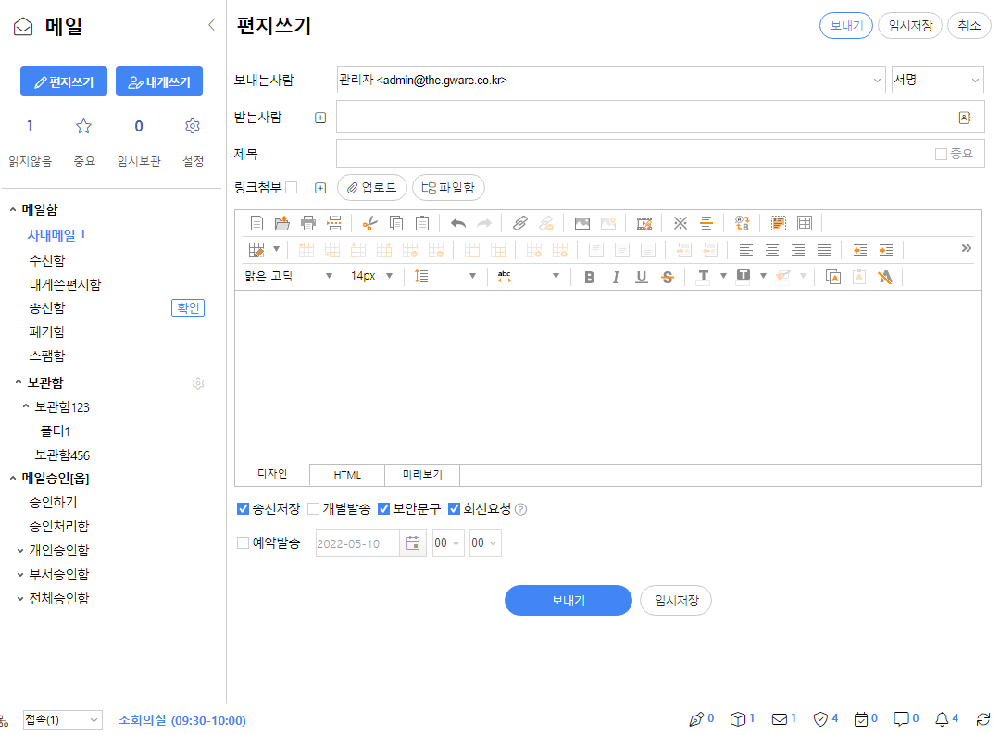 메일
편지쓰기
내게쓰기
1
0
읽지않음
중요
임시보관
설정
메일함
사내메일 1
수신함
내게쓴편지함
송신함
확인
폐기함
스팸함
보관함
보관함123
폴더1
보관함456
메일승인[옵]
승인하기
승인처리함
개인승인함
부서승인함
전체승인함
편지쓰기
보내기
임시저장
취소
보내는사람
관리자 <admin@the.gware.co.kr>
서명
받는사람
제목
중요
링크첨부
업로드
파일함
맑은 고딕
14px
abc
B
I
U
S
T
T
A
A
A
디자인
HTML
미리보기
송신저장
개별발송
보안문구
회신요청 ?
예약발송
2022-05-10
00
00
보내기
임시저장
접속(1)
소회의실 (09:30-10:00)
0
1
1
4
0
0
4